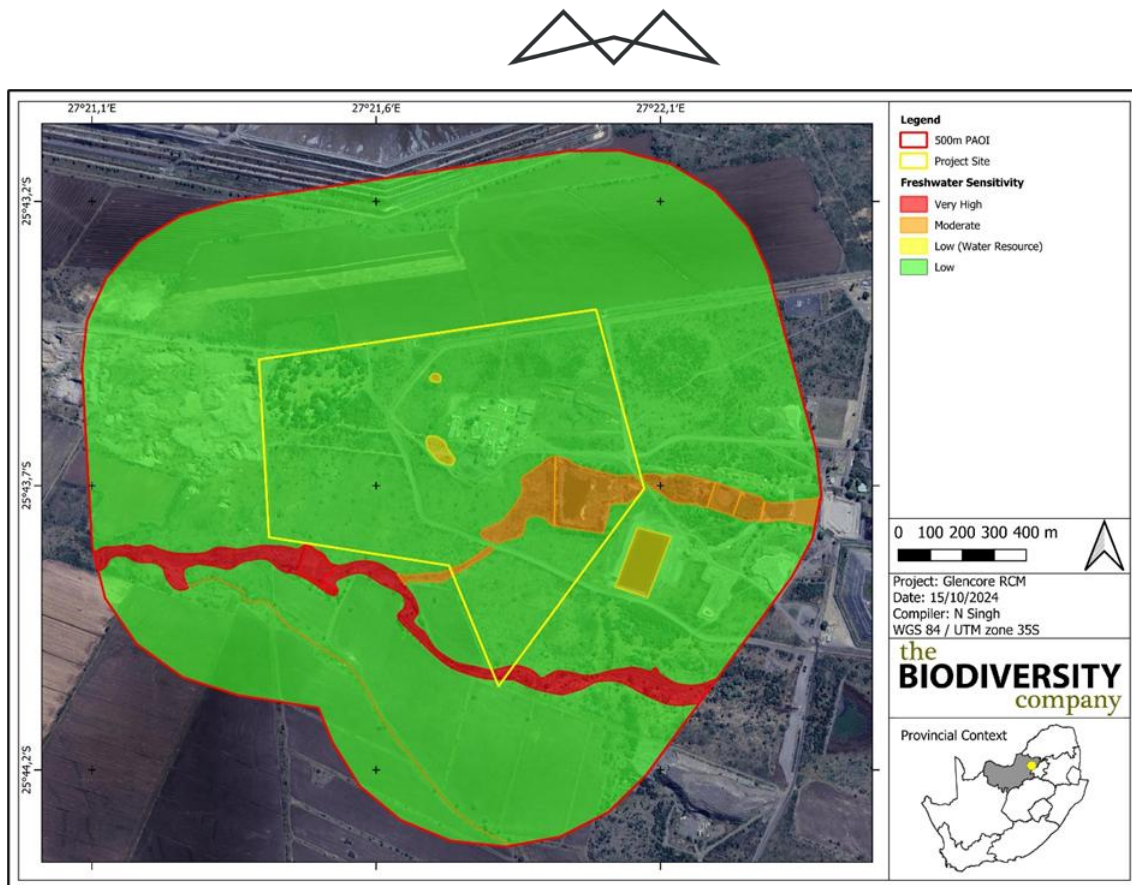 27°21,1'E
27°21,6'E
27°22,1'E
25°43,2'S
25°43,7'S
25°44,2'S
Legend
500m PAOI
Project Site
Freshwater Sensitivity
Very High
Moderate
Low (Water Resource)
Low
0 100 200 300 400 m
Project: Glencore RCM
Date: 15/10/2024
Compiler: N Singh
WGS 84 / UTM zone 35S
the
BIODIVERSITY
company
Provincial Context